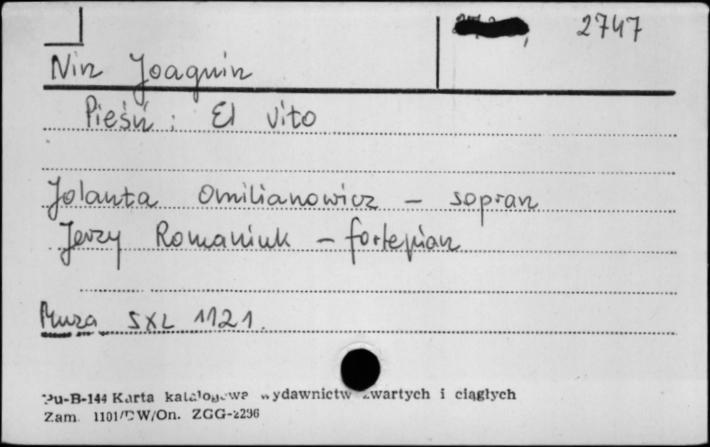 2747
Nin Joaquin
Pieśń: El Vito
Jolanta Omilianowicz – sopran
Jerzy Romaniuk – fortepian
Muza SXL 1121.
Pu-B-144 Karta katalogowa wydawnictw zwartych i ciągłych
Zam. 1101/DW/On. ZGG-2296